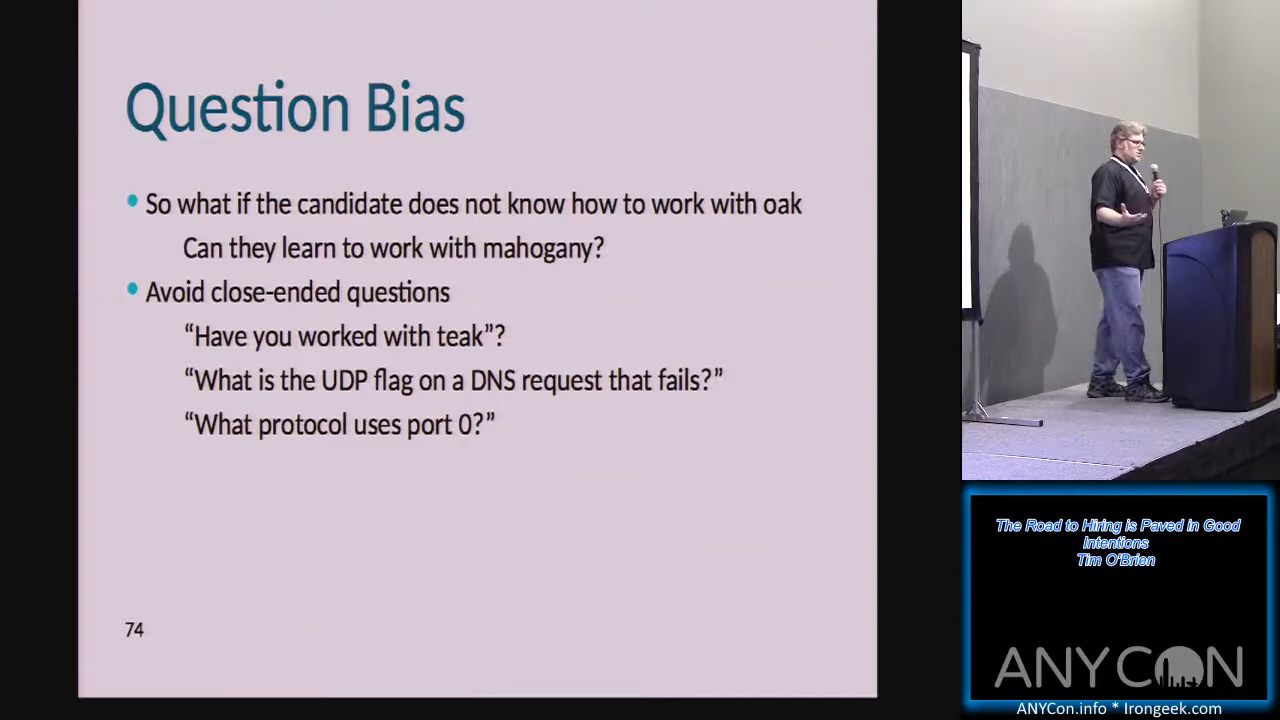 Question Bias
• So what if the candidate does not know how to work with oak
Can they learn to work with mahogany?
• Avoid close-ended questions
“Have you worked with teak”?
“What is the UDP flag on a DNS request that fails?”
“What protocol uses port 0?”
74
The Road to Hiring is Paved in Good
Intentions
Tim O'Brien
ANYCON
ANYCon.info * Irongeek.com